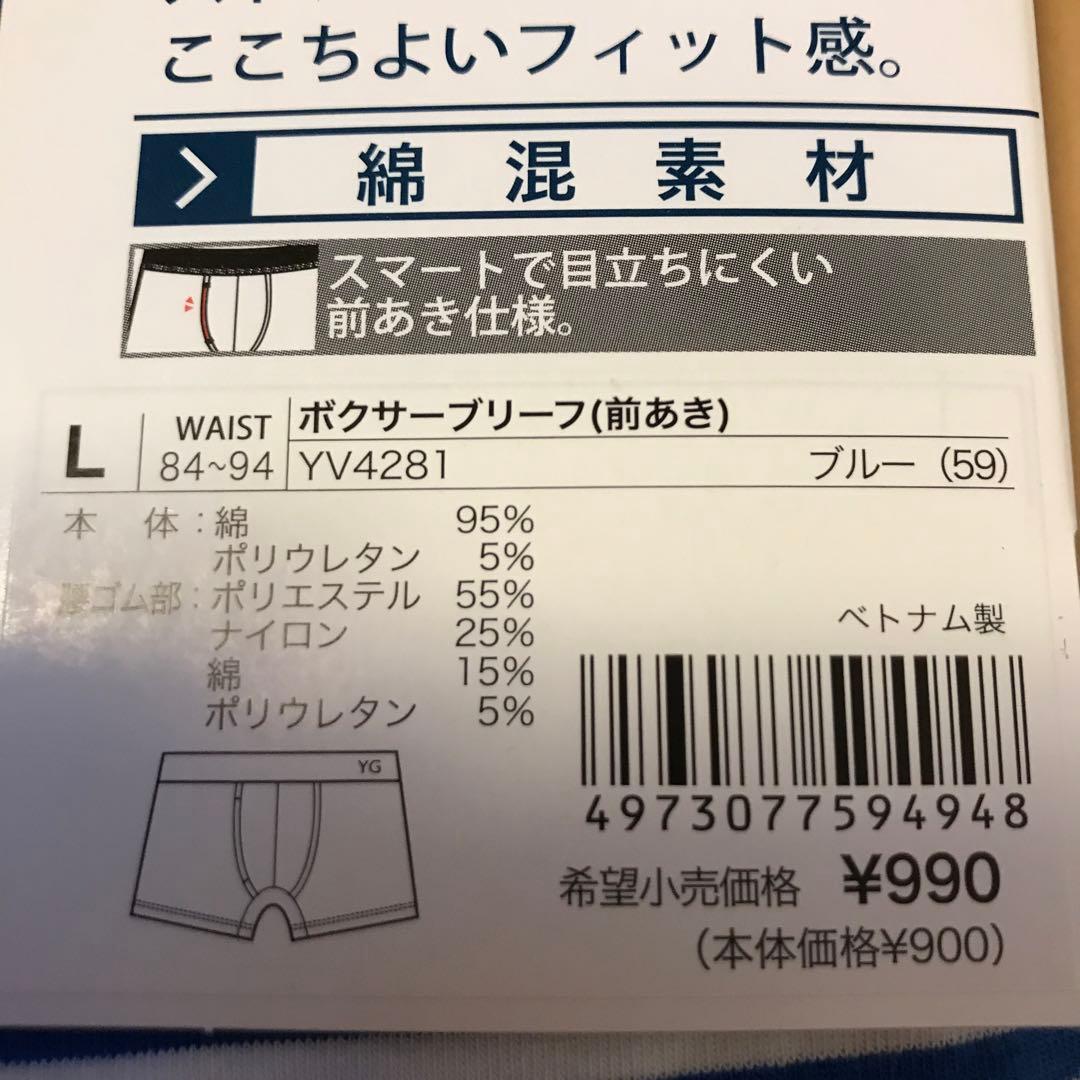 ここちよいフィット感。
綿混素材
スマートで目立ちにくい
前あき仕様。
L WAIST 84~94 ボクサーブリーフ(前あき)
YV4281 ブルー (59)
本 体:綿 95%
ポリウレタン 5%
腰ゴム部:ポリエステル 55%
ナイロン 25%
綿 15%
ポリウレタン 5%
ベトナム製
YG
4973077594948
希望小売価格 ¥990
(本体価格¥900)